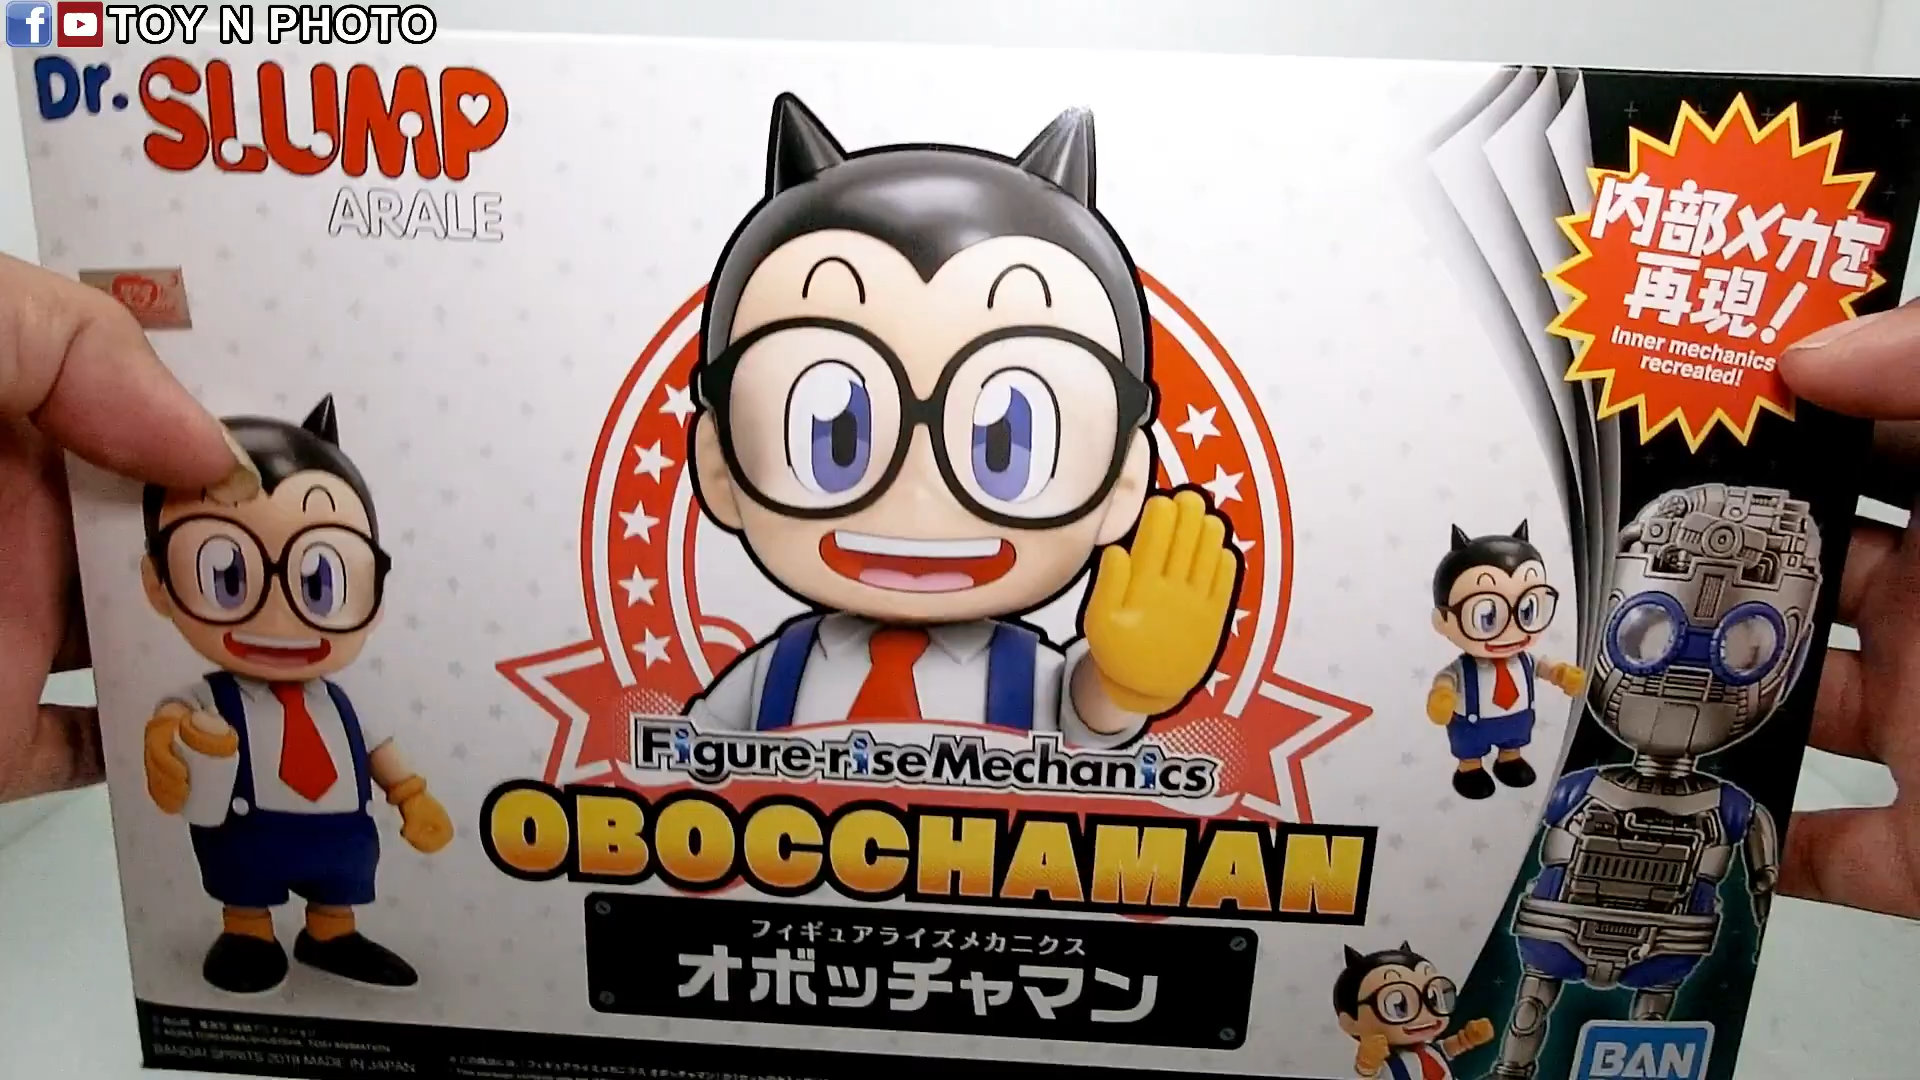 TOY N PHOTO
Dr. SLUMP
ARALE
内部メカを
再現!
Inner mechanics
recreated!
Figure-rise Mechanics
OBOCCHAMAN
フィギュアライズメカニクス
オボッチャマン
BANDAI SPIRITS 2019 MADE IN JAPAN
BAN